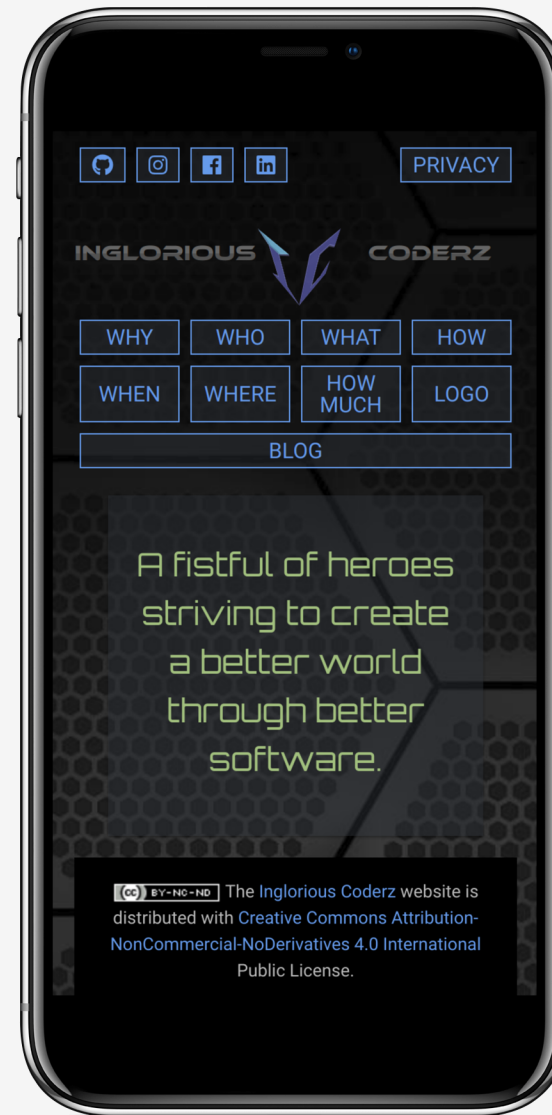 PRIVACY
INGLORIOUS CODERZ
WHY WHO WHAT HOW
WHEN WHERE HOW MUCH LOGO
BLOG
A fistful of heroes
striving to create
a better world
through better
software.
(cc) BY-NC-ND The Inglorious Coderz website is
distributed with Creative Commons Attribution-
NonCommercial-NoDerivatives 4.0 International
Public License.